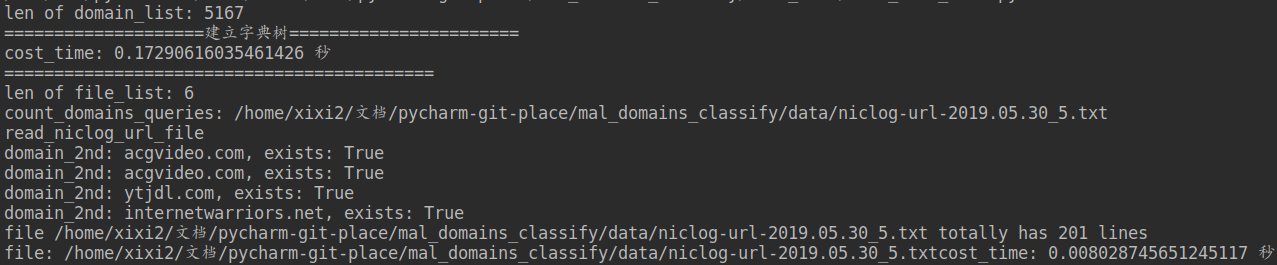 len of domain_list: 5167
====================建立字典树=======================
cost_time: 0.17290616035461426 秒
===========================================
len of file_list: 6
count_domains_queries: /home/xixi2/文档/pycharm-git-place/mal_domains_classify/data/niclog-url-2019.05.30_5.txt
read_niclog_url_file
domain_2nd: acgvideo.com, exists: True
domain_2nd: acgvideo.com, exists: True
domain_2nd: ytjdl.com, exists: True
domain_2nd: internetwarriors.net, exists: True
file /home/xixi2/文档/pycharm-git-place/mal_domains_classify/data/niclog-url-2019.05.30_5.txt totally has 201 lines
file: /home/xixi2/文档/pycharm-git-place/mal_domains_classify/data/niclog-url-2019.05.30_5.txtcost_time: 0.008028745651245117 秒